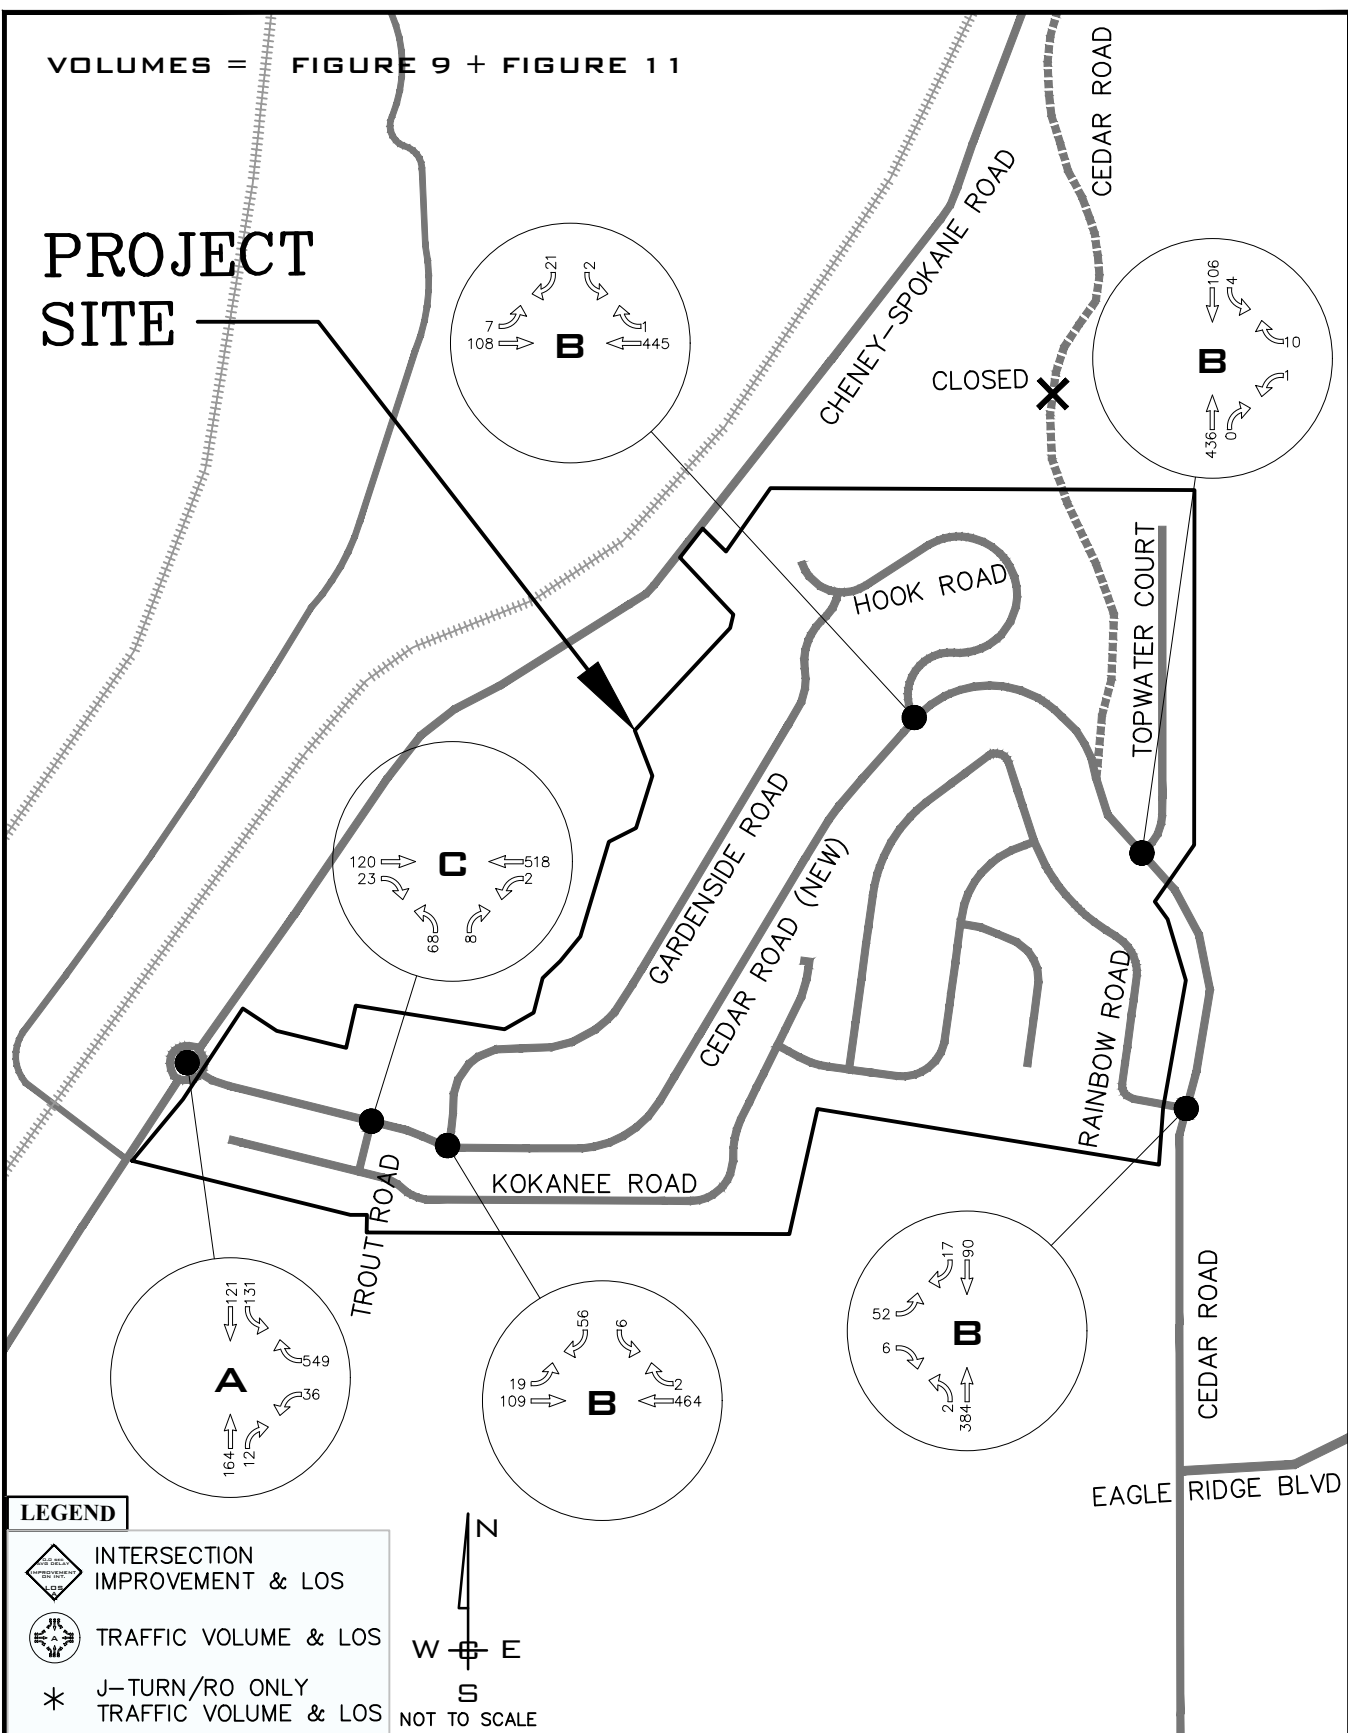 VOLUMES = FIGURE 9 + FIGURE 11
CEDAR ROAD
PROJECT
SITE
CHENEY-SPOKANE ROAD
21
2
7
108
B
1
445
CLOSED
106
4
10
B
1
436
0
HOOK ROAD
TOPWATER COURT
GARDENSIDE ROAD
CEDAR ROAD (NEW)
120
23
C
518
2
68
8
RAINBOW ROAD
KOKANEE ROAD
TROUT ROAD
121
131
549
A
36
164
12
56
6
19
109
B
2
464
17
90
52
B
6
2
384
CEDAR ROAD
EAGLE RIDGE BLVD
LEGEND
INTERSECTION
IMPROVEMENT & LOS
A
TRAFFIC VOLUME & LOS
J-TURN/RO ONLY
TRAFFIC VOLUME & LOS
N
W E
S
NOT TO SCALE